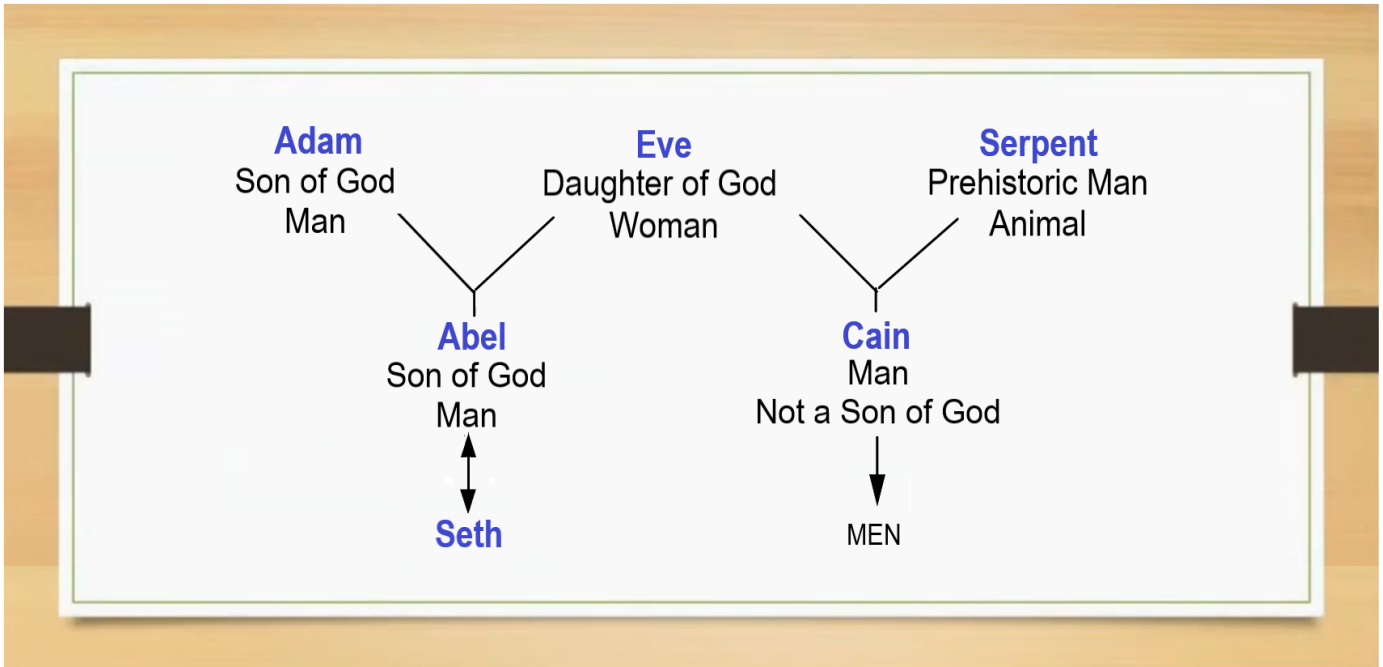 Adam
Son of God
Man
Eve
Daughter of God
Woman
Serpent
Prehistoric Man
Animal
Abel
Son of God
Man
Seth
Cain
Man
Not a Son of God
MEN